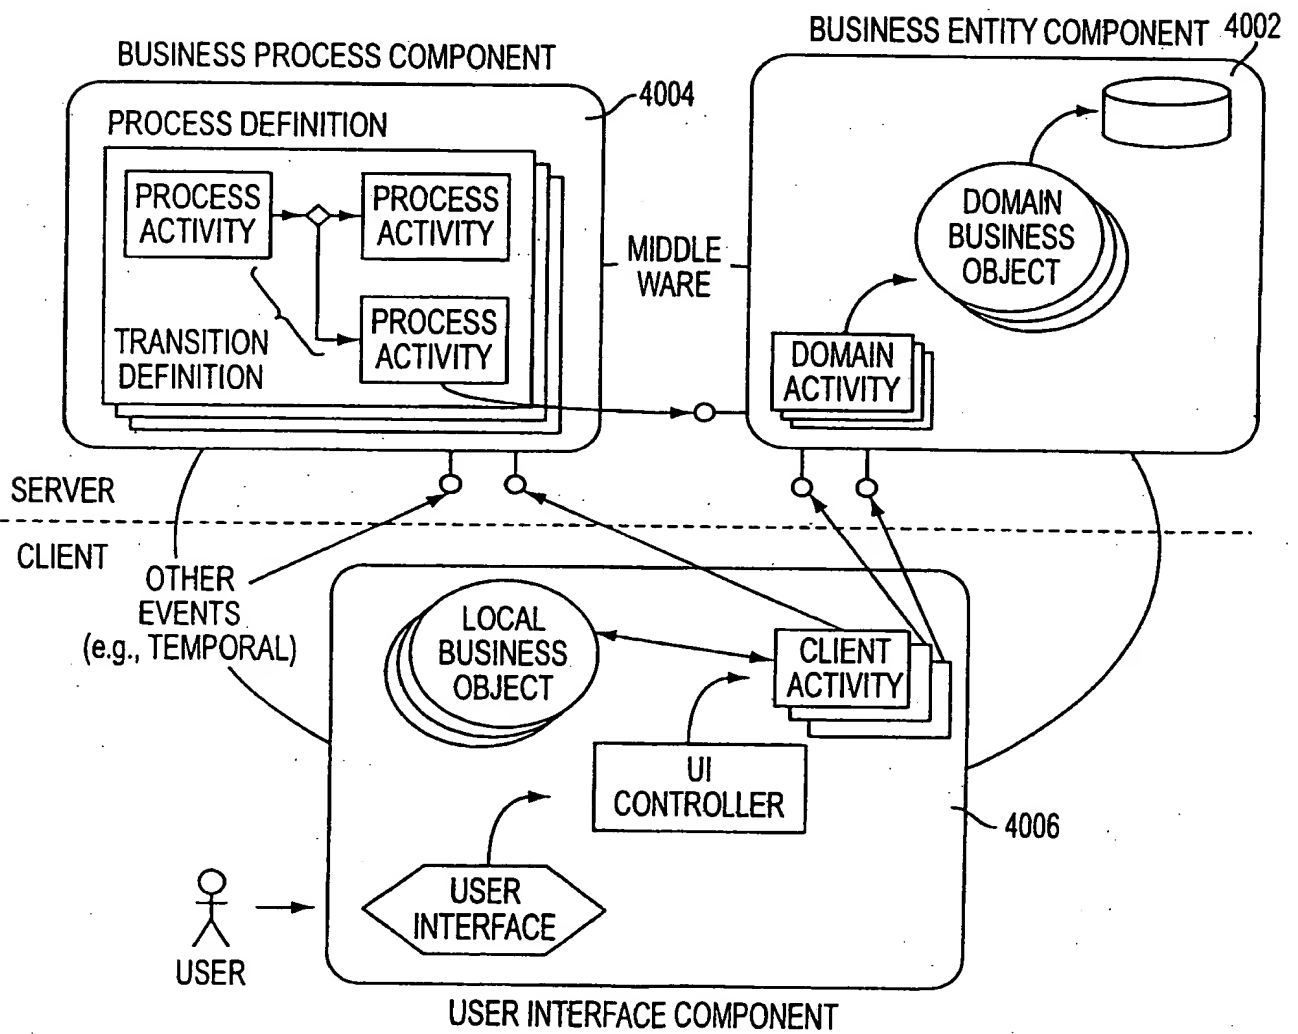 BUSINESS PROCESS COMPONENT
BUSINESS ENTITY COMPONENT
4002
4004
PROCESS DEFINITION
PROCESS
ACTIVITY
PROCESS
ACTIVITY
PROCESS
ACTIVITY
TRANSITION
DEFINITION
MIDDLE
WARE
DOMAIN
BUSINESS
OBJECT
DOMAIN
ACTIVITY
SERVER
CLIENT
OTHER
EVENTS
(e.g., TEMPORAL)
LOCAL
BUSINESS
OBJECT
CLIENT
ACTIVITY
UI
CONTROLLER
4006
USER
INTERFACE
USER
USER INTERFACE COMPONENT